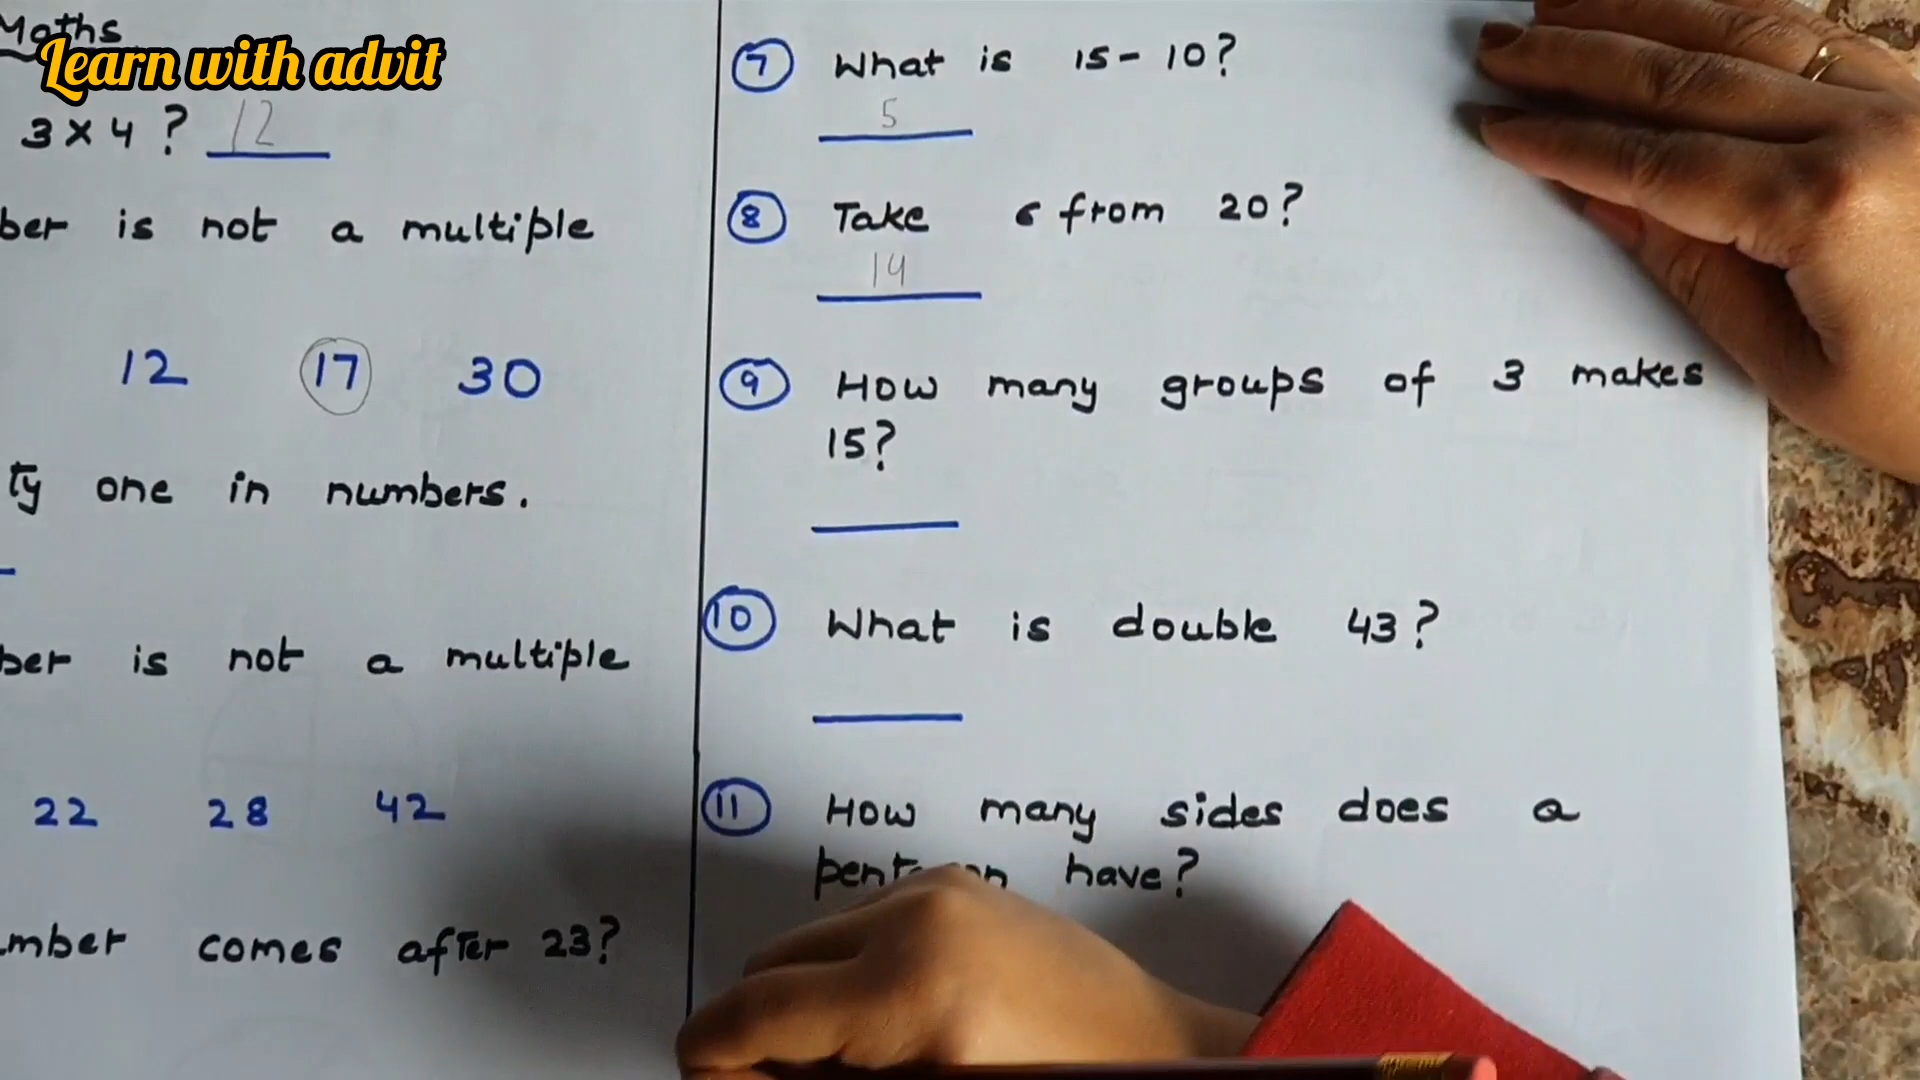 Maths
Learn with advit
3 x 4 ? 12
ber is not a multiple
12 17 30
ty one in numbers.
ber is not a multiple
22 28 42
mber comes after 23?
7 What is 15 - 10?
5
8 Take 6 from 20?
14
9 How many groups of 3 makes
15?
10 What is double 43?
11 How many sides does a
have?